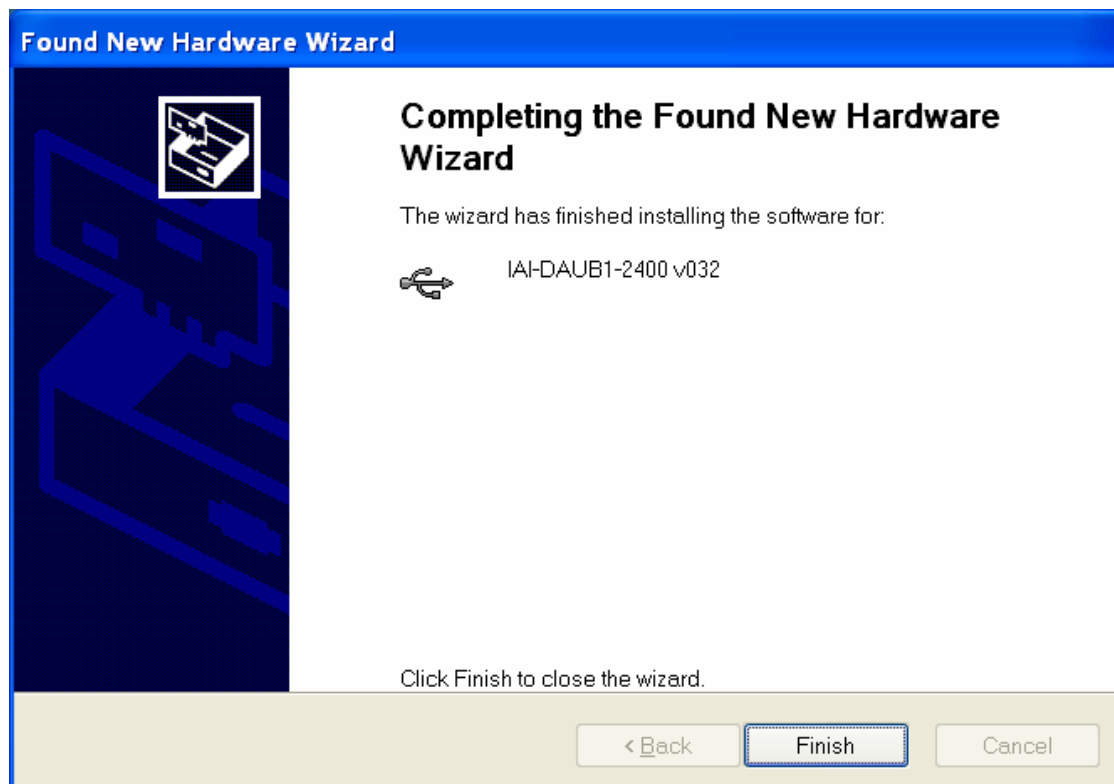 Found New Hardware Wizard
Completing the Found New Hardware
Wizard
The wizard has finished installing the software for:
IAI-DAUB1-2400 v032
Click Finish to close the wizard.
< Back
Finish
Cancel